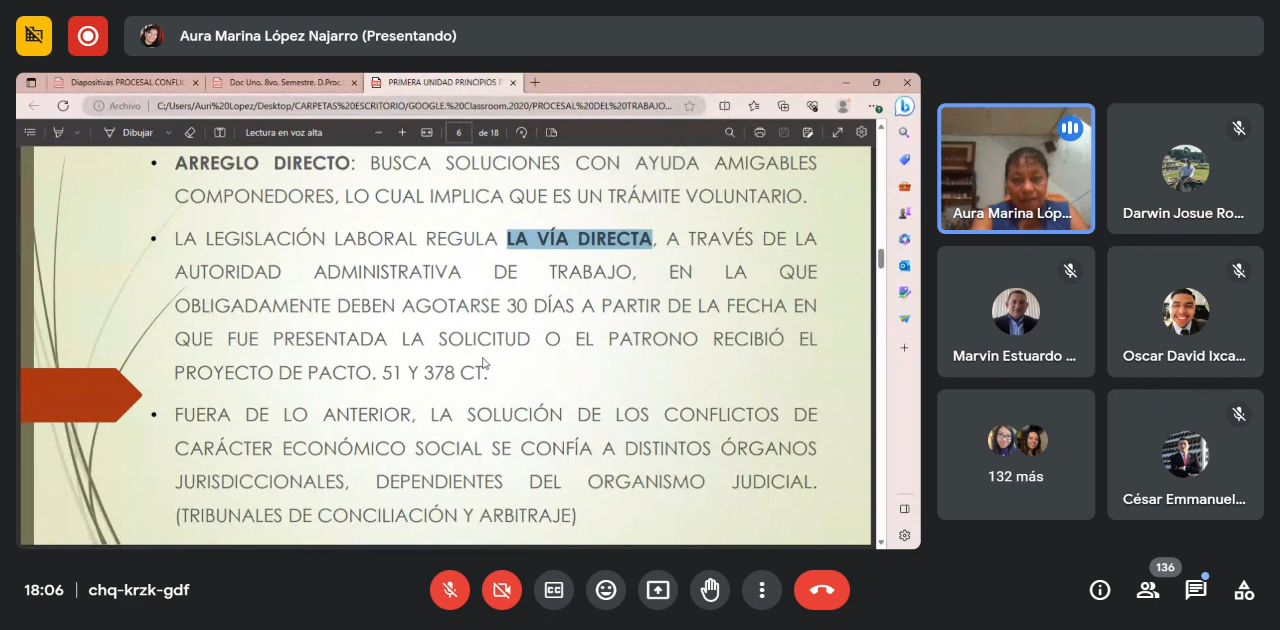 Aura Marina López Najarro (Presentando)
Diapositivas PROCESAL CONFLIC
Doc Uno. 8vo. Semestre. D.Proc.
PRIMERA UNIDAD PRINCIPIOS P
Archivo
C:/Users/Auri%20Lopez/Desktop/CARPETAS%20ESCRITORIO/GOOGLE.%20Classroom.2020/PROCESAL%20DEL%20TRABAJO...
Dibujar
Lectura en voz alta
6 de 18
• ARREGLO DIRECTO: BUSCA SOLUCIONES CON AYUDA AMIGABLES
COMPONEDORES, LO CUAL IMPLICA QUE ES UN TRÁMITE VOLUNTARIO.
• LA LEGISLACIÓN LABORAL REGULA LA VÍA DIRECTA, A TRAVÉS DE LA
AUTORIDAD ADMINISTRATIVA DE TRABAJO, EN LA QUE
OBLIGADAMENTE DEBEN AGOTARSE 30 DÍAS A PARTIR DE LA FECHA EN
QUE FUE PRESENTADA LA SOLICITUD O EL PATRONO RECIBIÓ EL
PROYECTO DE PACTO. 51 Y 378 CT.
• FUERA DE LO ANTERIOR, LA SOLUCIÓN DE LOS CONFLICTOS DE
CARÁCTER ECONÓMICO SOCIAL SE CONFÍA A DISTINTOS ÓRGANOS
JURISDICCIONALES, DEPENDIENTES DEL ORGANISMO JUDICIAL.
(TRIBUNALES DE CONCILIACIÓN Y ARBITRAJE)
Aura Marina Lóp...
Darwin Josue Ro...
Marvin Estuardo ...
Oscar David Ixca...
132 más
César Emmanuel...
18:06 | chq-krzk-gdf
136